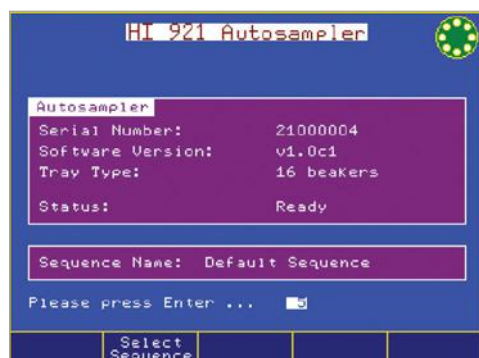 HI 921 Autosampler
Autosampler
Serial Number: 21000004
Software Version: v1.0c1
Tray Type: 16 beakers
Status: Ready
Sequence Name: Default Sequence
Please press Enter ...
Select
Sequence